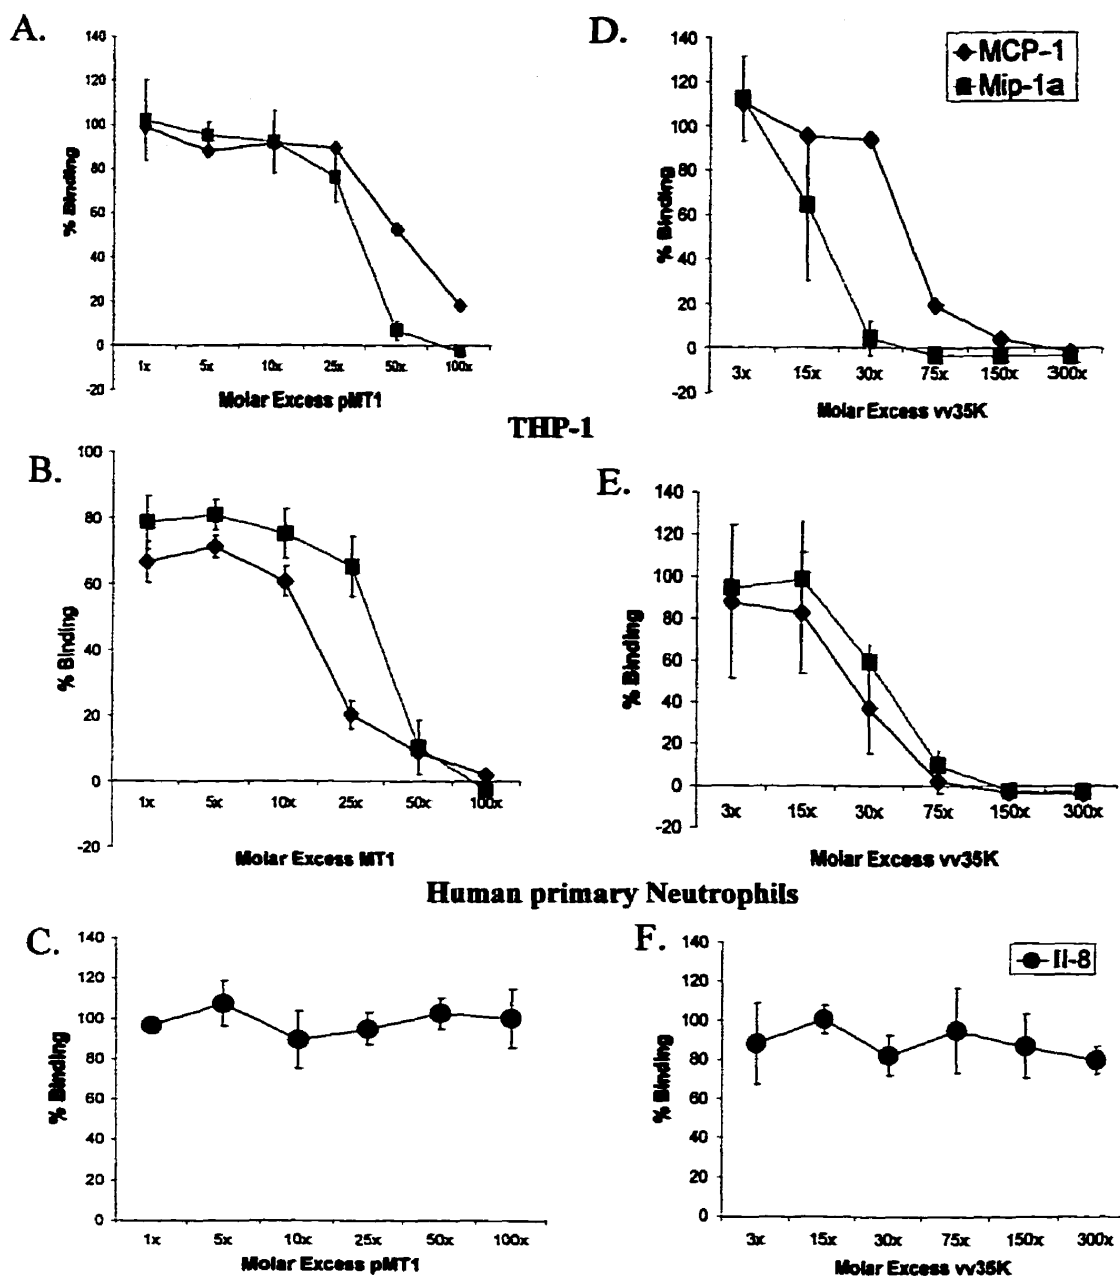 A.
140
120
100
80
60
40
20
0
-20
% Binding
1x 5x 10x 25x 50x 100x
Molar Excess pMT1
D.
140
120
100
80
60
40
20
0
-20
% Binding
3x 15x 30x 75x 150x 300x
Molar Excess vv35K
MCP-1
Mip-1a
THP-1
B.
100
80
60
40
20
0
-20
% Binding
1x 5x 10x 25x 50x 100x
Molar Excess MT1
E.
140
120
100
80
60
40
20
0
-20
% Binding
3x 15x 30x 75x 150x 300x
Molar Excess vv35K
Human primary Neutrophils
C.
140
120
100
80
60
40
20
0
% Binding
1x 5x 10x 25x 50x 100x
Molar Excess pMT1
F.
140
120
100
80
60
40
20
0
% Binding
3x 15x 30x 75x 150x 300x
Molar Excess vv35K
Il-8